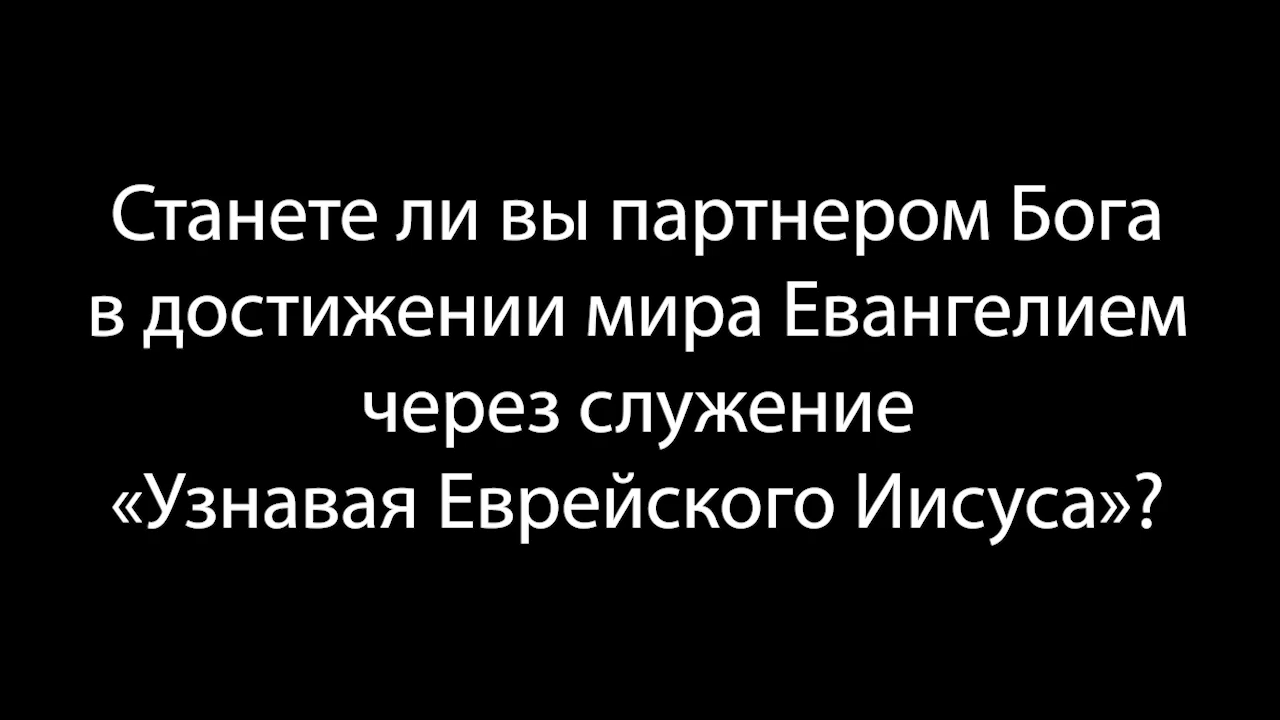 Станете ли вы партнером Бога
в достижении мира Евангелием
через служение
«Узнавая Еврейского Иисуса»?